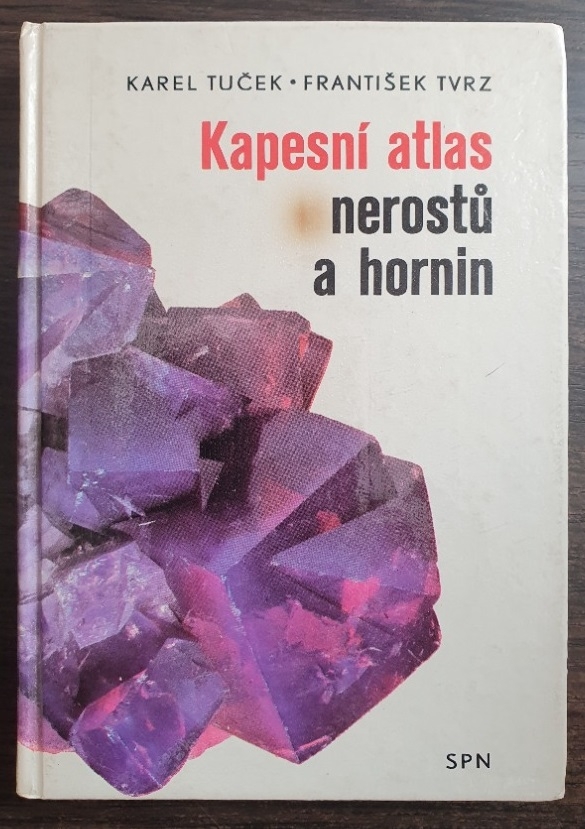 KAREL TUČEK • FRANTIŠEK TVRZ
Kapesní atlas
nerostů
a hornin
SPN